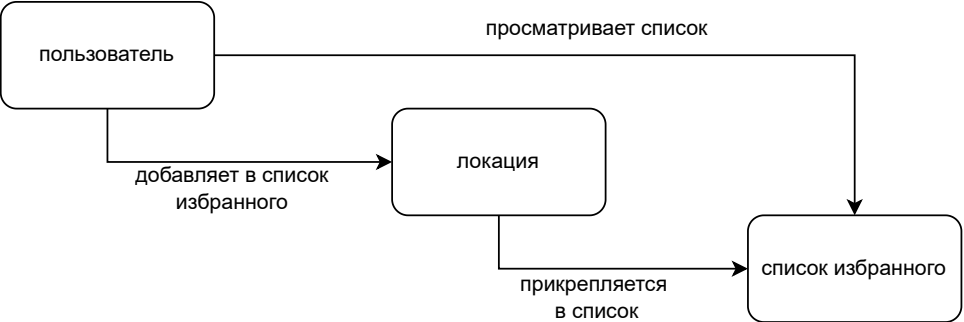 просматривает список
пользователь
локация
добавляет в список
избранного
список избранного
прикрепляется
в список